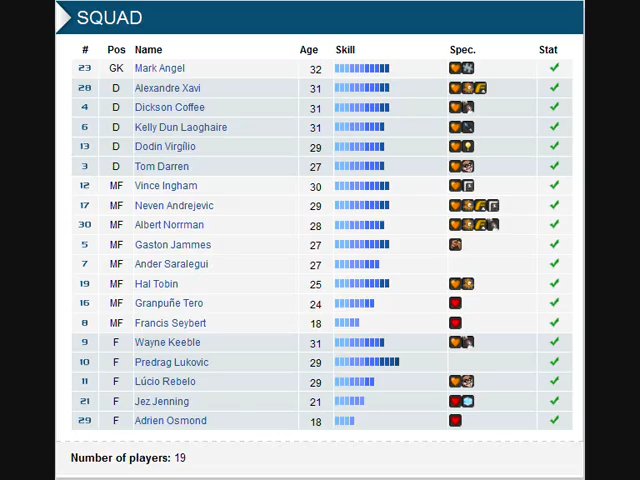 SQUAD
# Pos Name Age Skill Spec. Stat
23 GK Mark Angel 32
28 D Alexandre Xavi 31
4 D Dickson Coffee 31
6 D Kelly Dun Laoghaire 31
13 D Dodin Virgílio 29
3 D Tom Darren 27
12 MF Vince Ingham 30
17 MF Neven Andrejevic 29
30 MF Albert Norrman 28
5 MF Gaston Jammes 27
7 MF Ander Saralegui 27
19 MF Hal Tobin 25
16 MF Granpuñe Tero 24
8 MF Francis Seybert 18
9 F Wayne Keeble 31
10 F Predrag Lukovic 29
11 F Lúcio Rebelo 29
21 F Jez Jenning 21
29 F Adrien Osmond 18
Number of players: 19